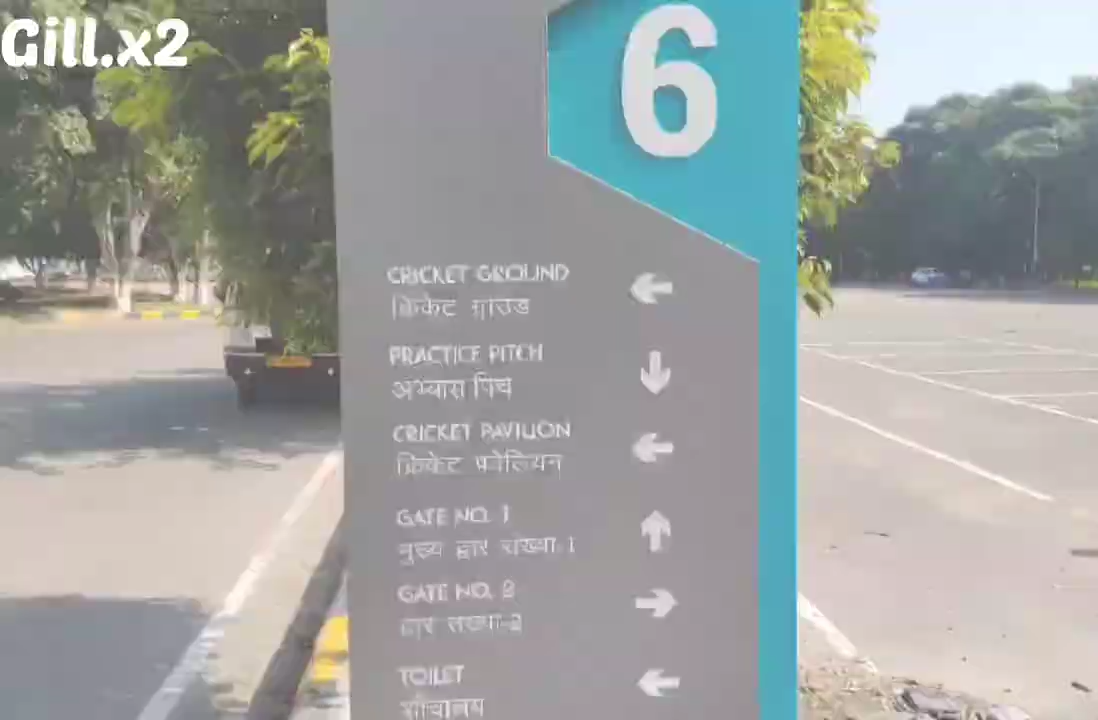 Gill.x2
6
CRICKET GROUND
क्रिकेट ग्राउंड
PRACTICE PITCH
अभ्यास पिच
CRICKET PAVILION
क्रिकेट पवेलियन
GATE NO. 1
मुख्य द्वार संख्या-1
GATE NO. 2
द्वार संख्या-2
TOILET
शौचालय